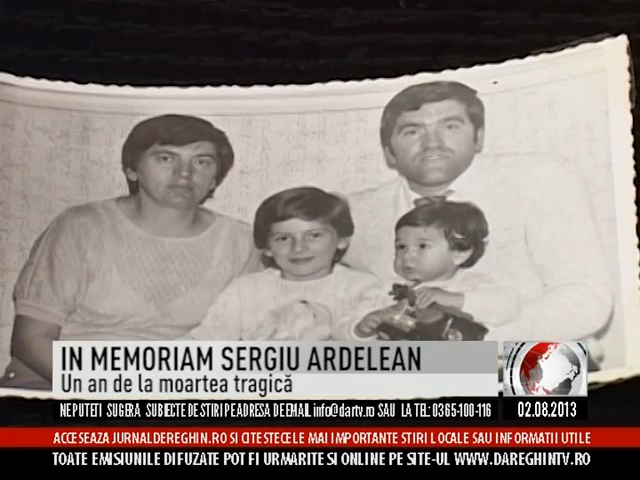 IN MEMORIAM SERGIU ARDELEAN
Un an de la moartea tragică
NE PUTETI SUGERA SUBIECTE DE STIRI PE ADRESA DE EMAIL info@dartv.ro SAU LA TEL: 0365-100-116
02.08.2013
ACCESEAZA JURNALDEREGHIN.RO SI CITESTE CELE MAI IMPORTANTE STIRI LOCALE SAU INFORMATII UTILE
TOATE EMISIUNILE DIFUZATE POT FI URMARITE SI ONLINE PE SITE-UL WWW.DAREGHINTV.RO